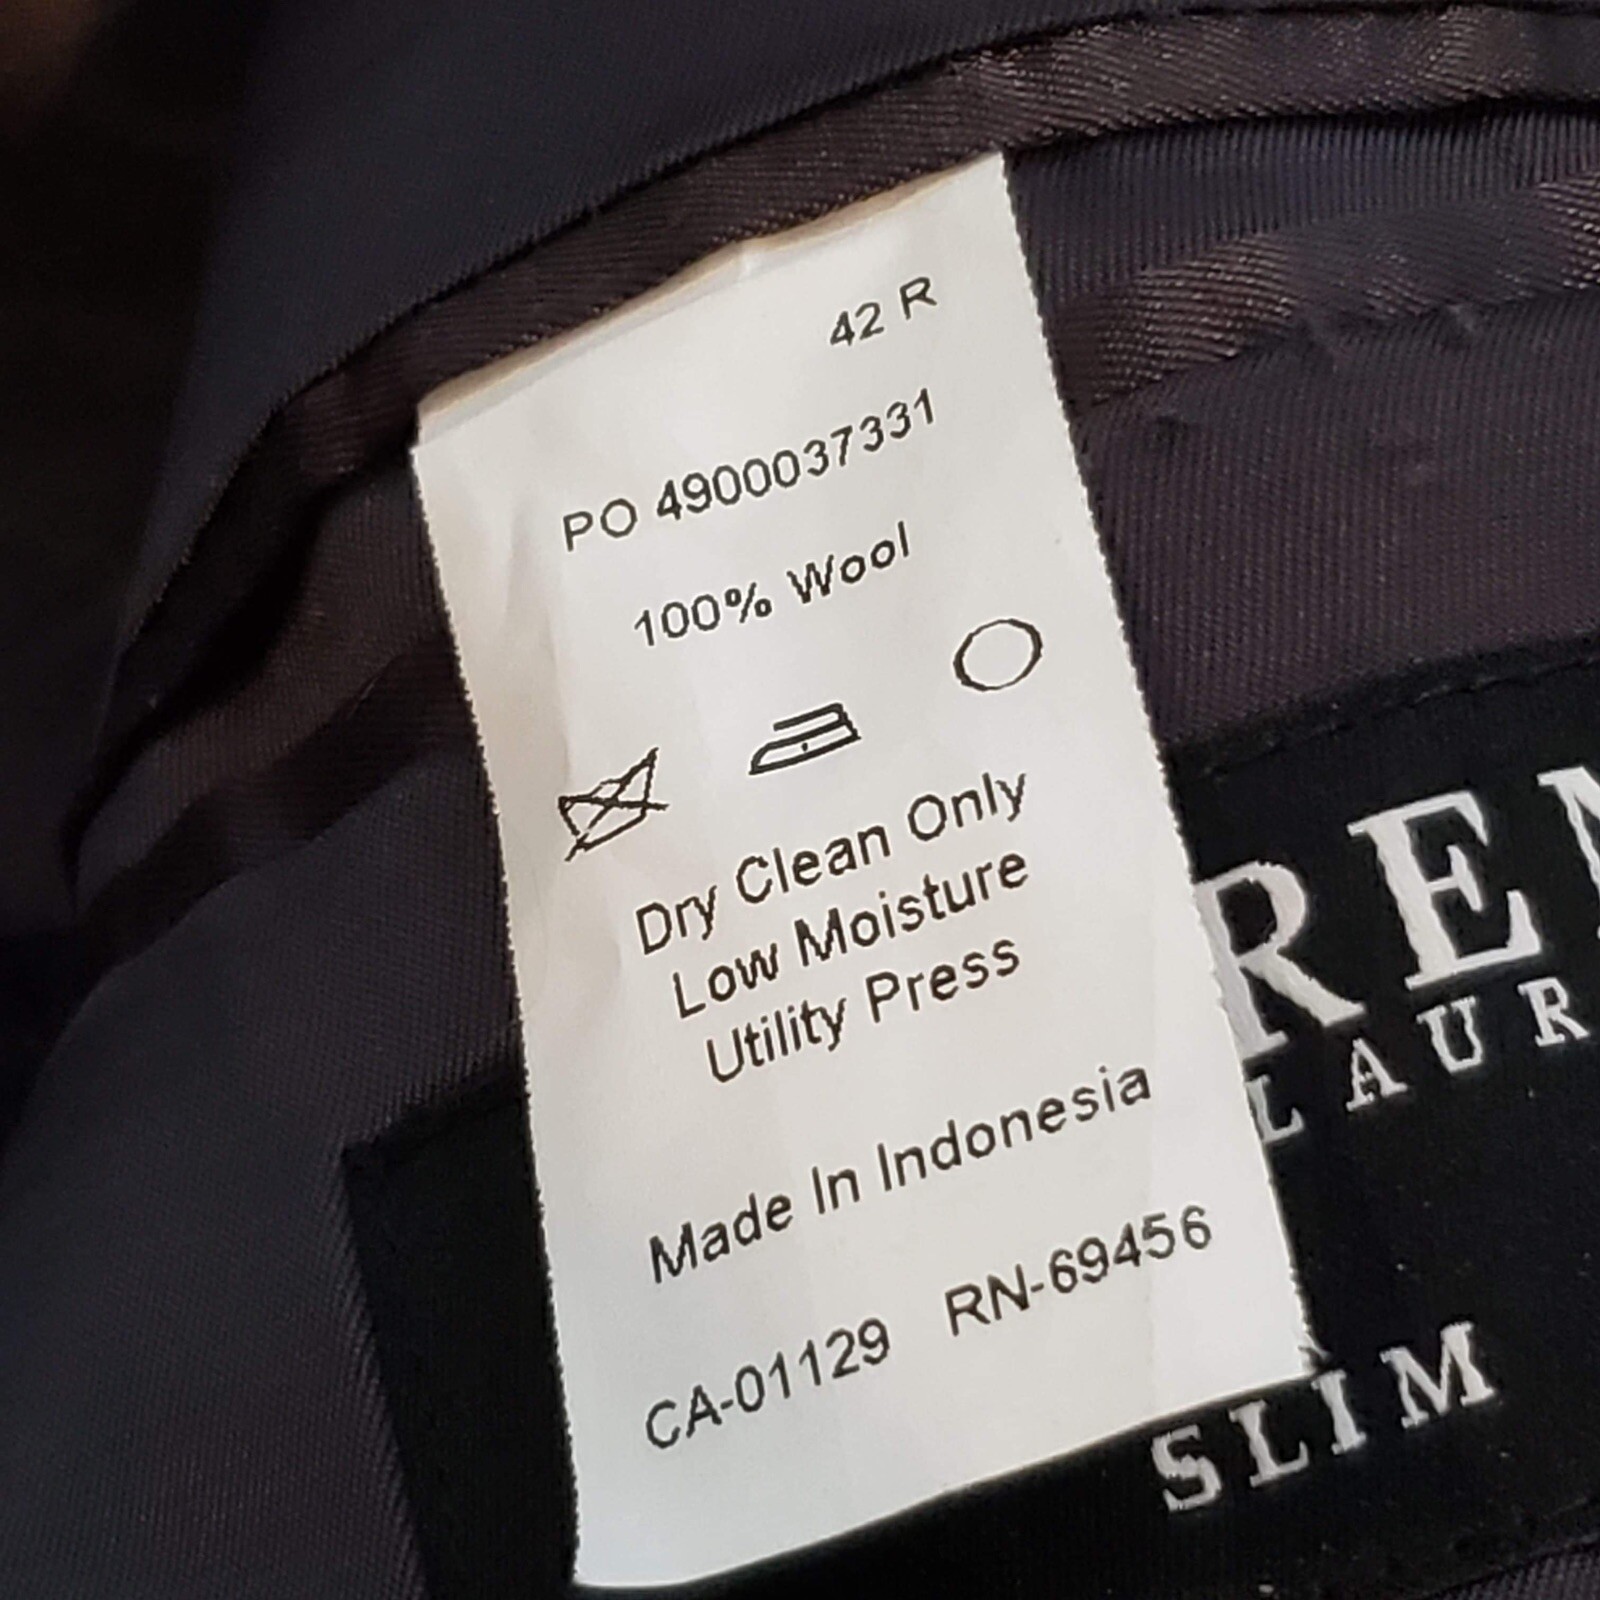 42 R
PO 4900037331
100% Wool
Dry Clean Only
Low Moisture
Utility Press
Made In Indonesia
CA-01129 RN-69456
SLIM